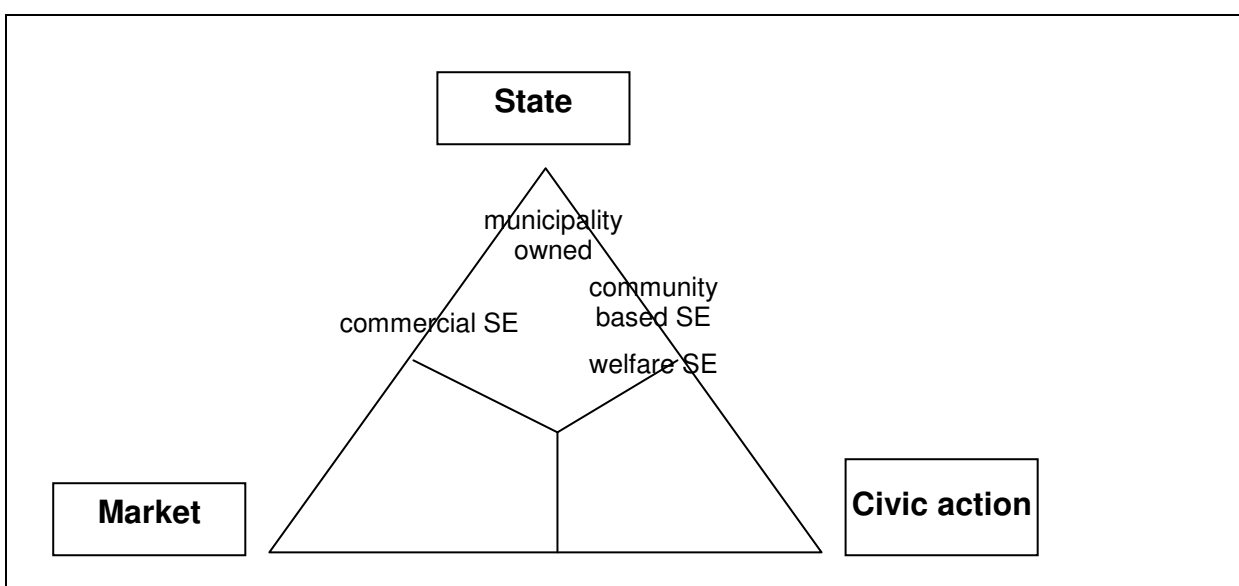 State
municipality
owned
community
based SE
commercial SE
welfare SE
Market
Civic action